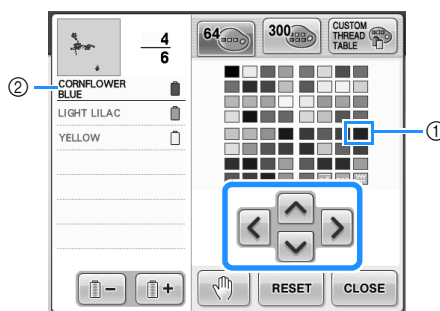 4
6
64
300
CUSTOM
THREAD
TABLE
①
②
CORNFLOWER
BLUE
LIGHT LILAC
YELLOW
−
+
RESET
CLOSE